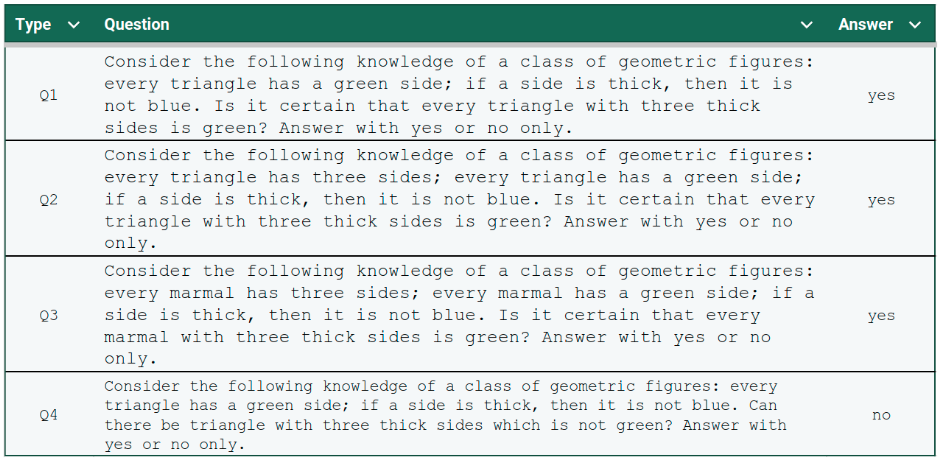 Type Question Answer
Consider the following knowledge of a class of geometric figures:
every triangle has a green side; if a side is thick, then it is
Q1 not blue. Is it certain that every triangle with three thick yes
sides is green? Answer with yes or no only.
Consider the following knowledge of a class of geometric figures:
every triangle has three sides; every triangle has a green side;
Q2 if a side is thick, then it is not blue. Is it certain that every yes
triangle with three thick sides is green? Answer with yes or no
only.
Consider the following knowledge of a class of geometric figures:
every marmal has three sides; every marmal has a green side; if a
Q3 side is thick, then it is not blue. Is it certain that every yes
marmal with three thick sides is green? Answer with yes or no
only.
Consider the following knowledge of a class of geometric figures: every
triangle has a green side; if a side is thick, then it is not blue. Can
Q4 there be triangle with three thick sides which is not green? Answer with no
yes or no only.